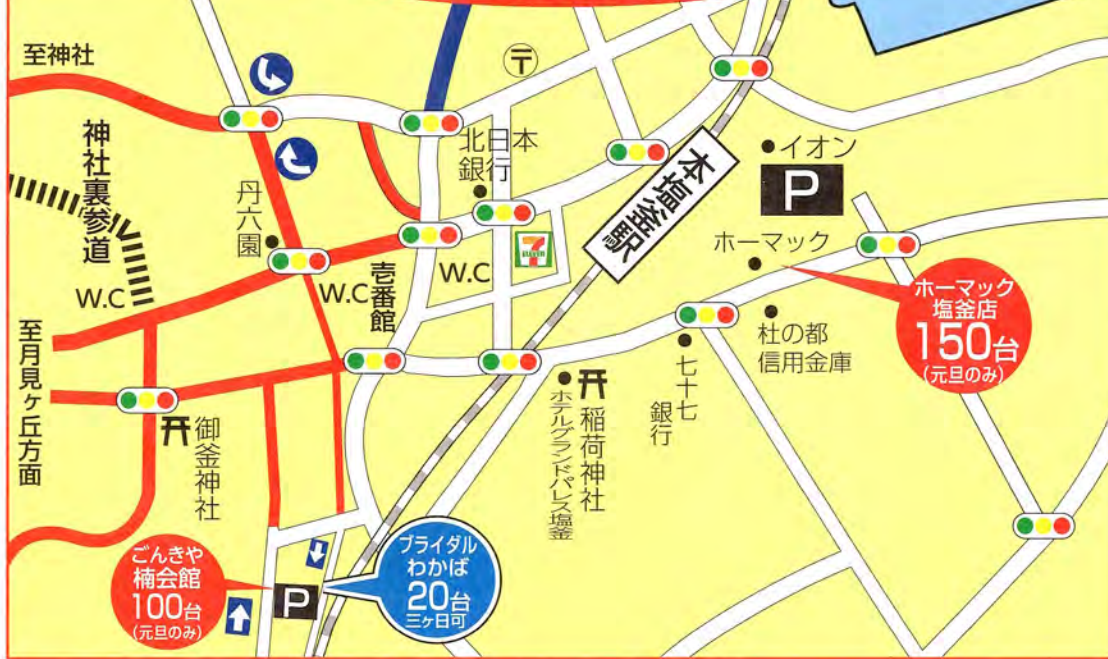 至神社
〒
神社裏参道
北日本
銀行
本塩釜駅
イオン
P
丹六園
7
ELEVEN
ホーマック
W.C
W.C
壱番館
W.C
ホーマック
塩釜店
150台
(元旦のみ)
至月見ヶ丘方面
杜の都
信用金庫
七十七
銀行
御釜神社
稲荷神社
ホテルグランドパレス塩釜
ごんきや
楠会館
100台
(元旦のみ)
P
ブライダル
わかば
20台
三ヶ日可